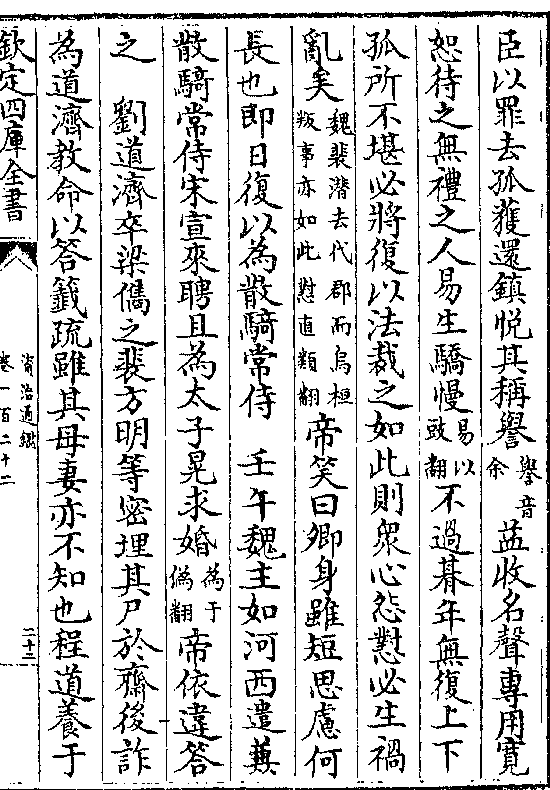 臣以罪去孤獲還鎮悦其稱譽譽音余益收名聲專用寛
恕待之無禮之人易生驕慢易以豉翻不過朞年無復上下
孤所不堪必將復以法裁之如此則衆心怨懟必生禍
亂矣魏裴潛去代郡而烏桓叛事亦如此懟直類翻帝笑曰卿身雖短思慮何
長也即日復以為散騎常侍　壬午魏主如河西遣兼
散騎常侍宋宣來聘且為太子晃求婚為于偽翻帝依違答
之　劉道濟卒梁儁之裴方明等密埋其尸於齋後詐
為道濟教命以答籤疏雖其母妻亦不知也程道養于
欽定四庫全書
資治通鑑
卷一百二十二
二十三